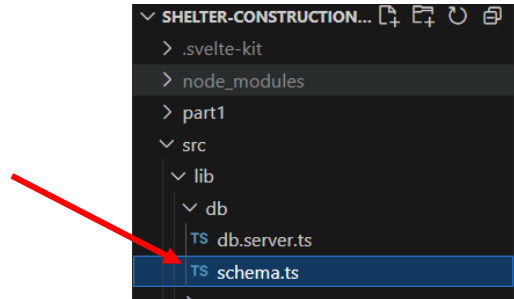 SHELTER-CONSTRUCTION...
.svelte-kit
node_modules
part1
src
lib
db
TS db.server.ts
TS schema.ts